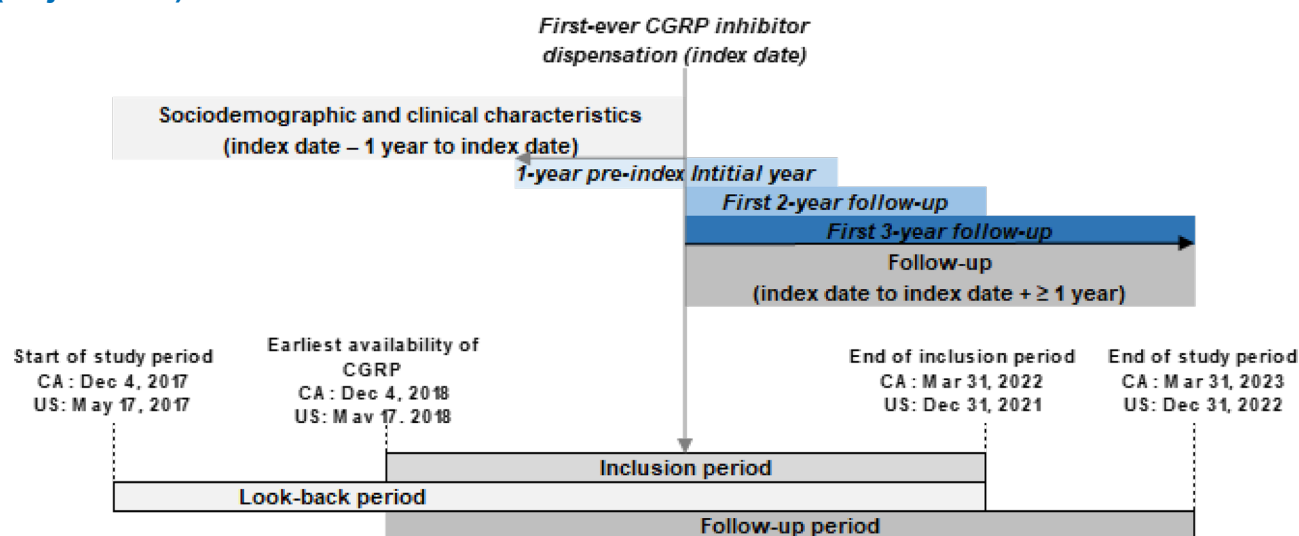 First-ever CGRP inhibitor
dispensation (index date)
Sociodemographic and clinical characteristics
(index date – 1 year to index date)
1-year pre-index Intitial year
First 2-year follow-up
First 3-year follow-up
Follow-up
(index date to index date + ≥ 1 year)
Start of study period
CA: Dec 4, 2017
US: May 17, 2017
Earliest availability of
CGRP
CA: Dec 4, 2018
US: May 17, 2018
End of inclusion period
CA: Mar 31, 2022
US: Dec 31, 2021
End of study period
CA: Mar 31, 2023
US: Dec 31, 2022
Inclusion period
Look-back period
Follow-up period